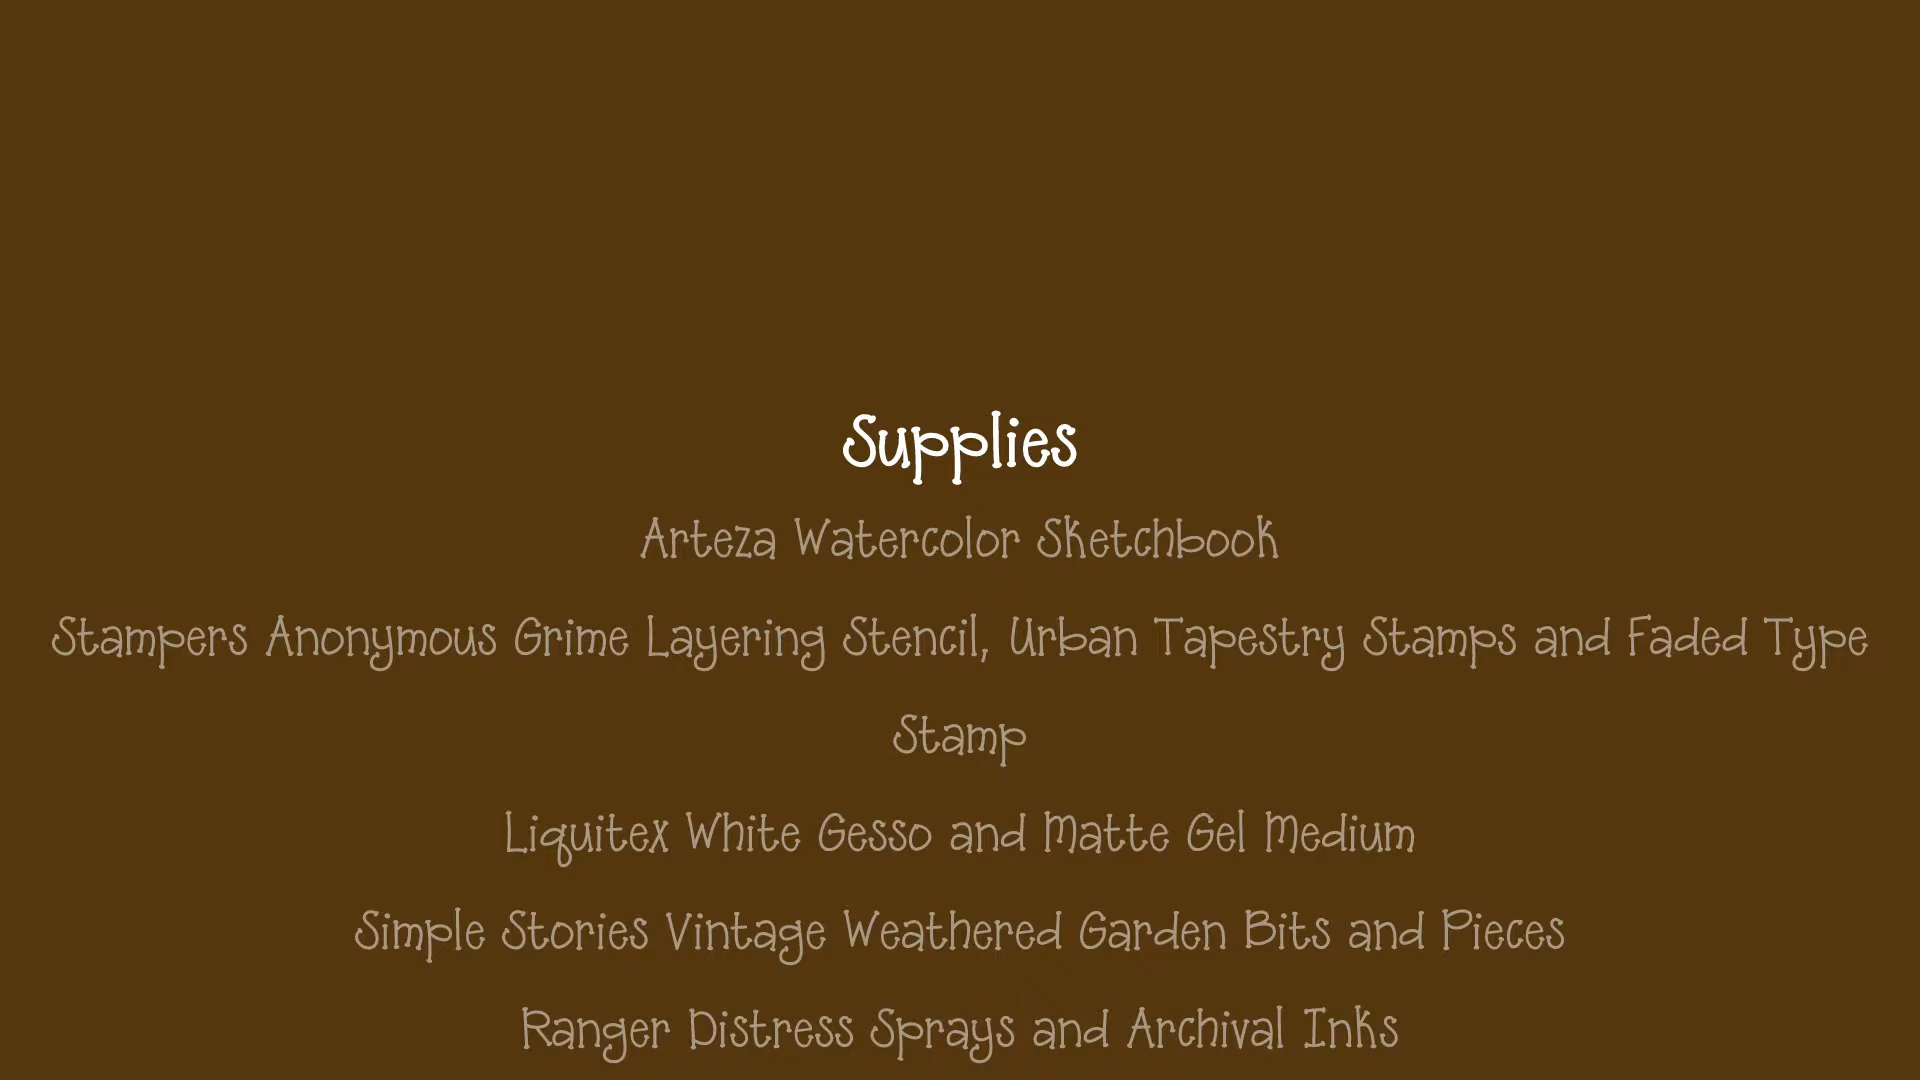 Supplies
Arteza Watercolor Sketchbook
Stampers Anonymous Grime Layering Stencil, Urban Tapestry Stamps and Faded Type
Stamp
Liquitex White Gesso and Matte Gel Medium
Simple Stories Vintage Weathered Garden Bits and Pieces
Ranger Distress Sprays and Archival Inks